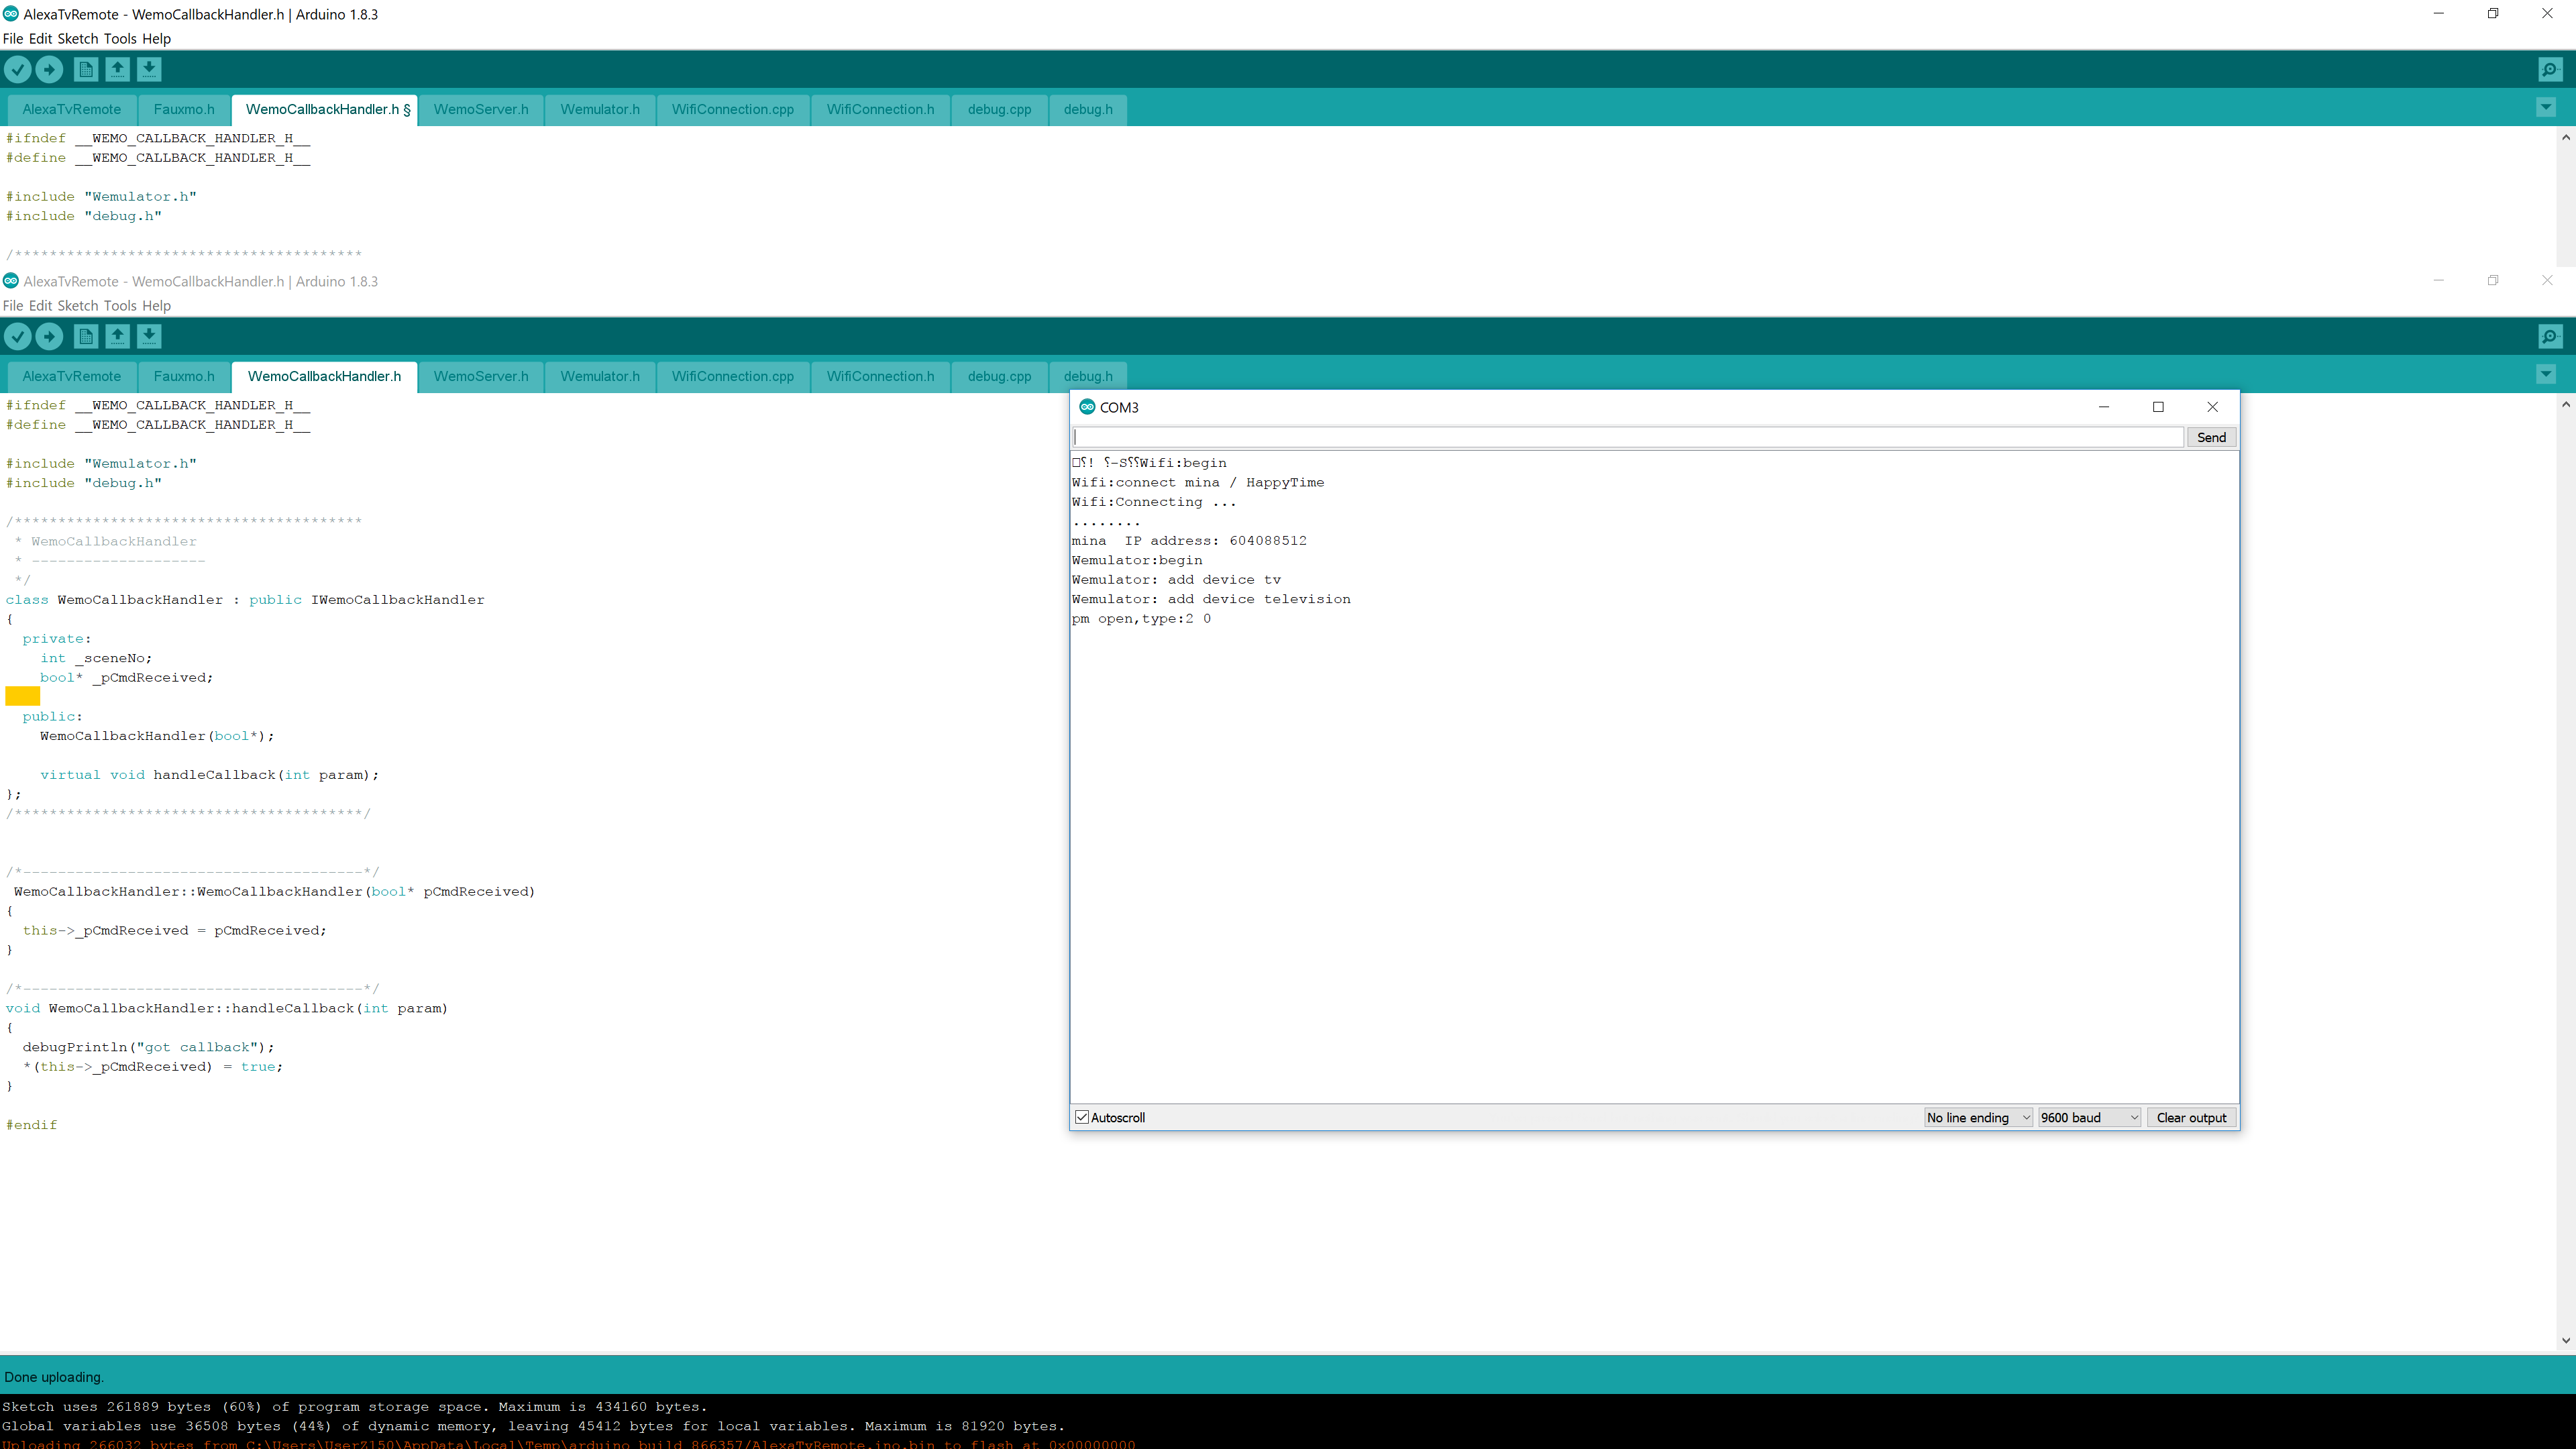 AlexaTvRemote - WemoCallbackHandler.h | Arduino 1.8.3
File Edit Sketch Tools Help
AlexaTvRemote Fauxmo.h WemoCallbackHandler.h § WemoServer.h Wemulator.h WifiConnection.cpp WifiConnection.h debug.cpp debug.h
#ifndef __WEMO_CALLBACK_HANDLER_H__
#define __WEMO_CALLBACK_HANDLER_H__
#include "Wemulator.h"
#include "debug.h"
/****************************************
AlexaTvRemote - WemoCallbackHandler.h | Arduino 1.8.3
File Edit Sketch Tools Help
AlexaTvRemote Fauxmo.h WemoCallbackHandler.h WemoServer.h Wemulator.h WifiConnection.cpp WifiConnection.h debug.cpp debug.h
#ifndef __WEMO_CALLBACK_HANDLER_H__
#define __WEMO_CALLBACK_HANDLER_H__
#include "Wemulator.h"
#include "debug.h"
/****************************************
* WemoCallbackHandler
* --------------------
*/
class WemoCallbackHandler : public IWemoCallbackHandler
{
private:
int _sceneNo;
bool* _pCmdReceived;
public:
WemoCallbackHandler(bool*);
virtual void handleCallback(int param);
};
/****************************************/
/*---------------------------------------*/
WemoCallbackHandler::WemoCallbackHandler(bool* pCmdReceived)
{
this->_pCmdReceived = pCmdReceived;
}
/*---------------------------------------*/
void WemoCallbackHandler::handleCallback(int param)
{
debugPrintln("got callback");
*(this->_pCmdReceived) = true;
}
#endif
COM3
Send
□⸮! ⸮-S⸮⸮Wifi:begin
Wifi:connect mina / HappyTime
Wifi:Connecting ...
........
mina  IP address: 604088512
Wemulator:begin
Wemulator: add device tv
Wemulator: add device television
pm open,type:2 0
Autoscroll No line ending 9600 baud Clear output
Done uploading.
Sketch uses 261889 bytes (60%) of program storage space. Maximum is 434160 bytes.
Global variables use 36508 bytes (44%) of dynamic memory, leaving 45412 bytes for local variables. Maximum is 81920 bytes.
Uploading 266032 bytes from C:\Users\UserZ150\AppData\Local\Temp\arduino_build_866357/AlexaTvRemote.ino.bin to flash at 0x00000000